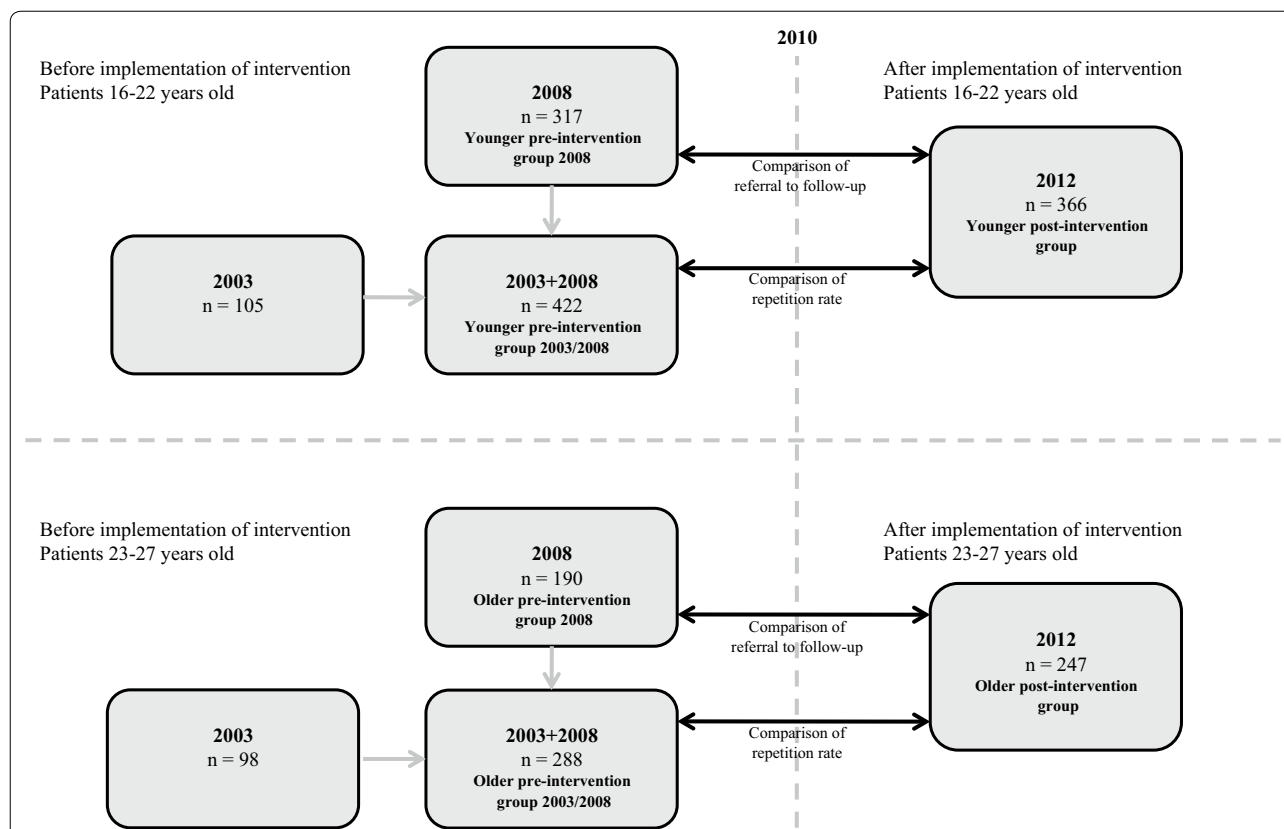 2010
Before implementation of intervention
Patients 16-22 years old
After implementation of intervention
Patients 16-22 years old
2008
n = 317
Younger pre-intervention
group 2008
Comparison of
referral to follow-up
2012
n = 366
Younger post-intervention
group
2003
n = 105
2003+2008
n = 422
Younger pre-intervention
group 2003/2008
Comparison of
repetition rate
Before implementation of intervention
Patients 23-27 years old
After implementation of intervention
Patients 23-27 years old
2008
n = 190
Older pre-intervention
group 2008
Comparison of
referral to follow-up
2012
n = 247
Older post-intervention
group
2003
n = 98
2003+2008
n = 288
Older pre-intervention
group 2003/2008
Comparison of
repetition rate